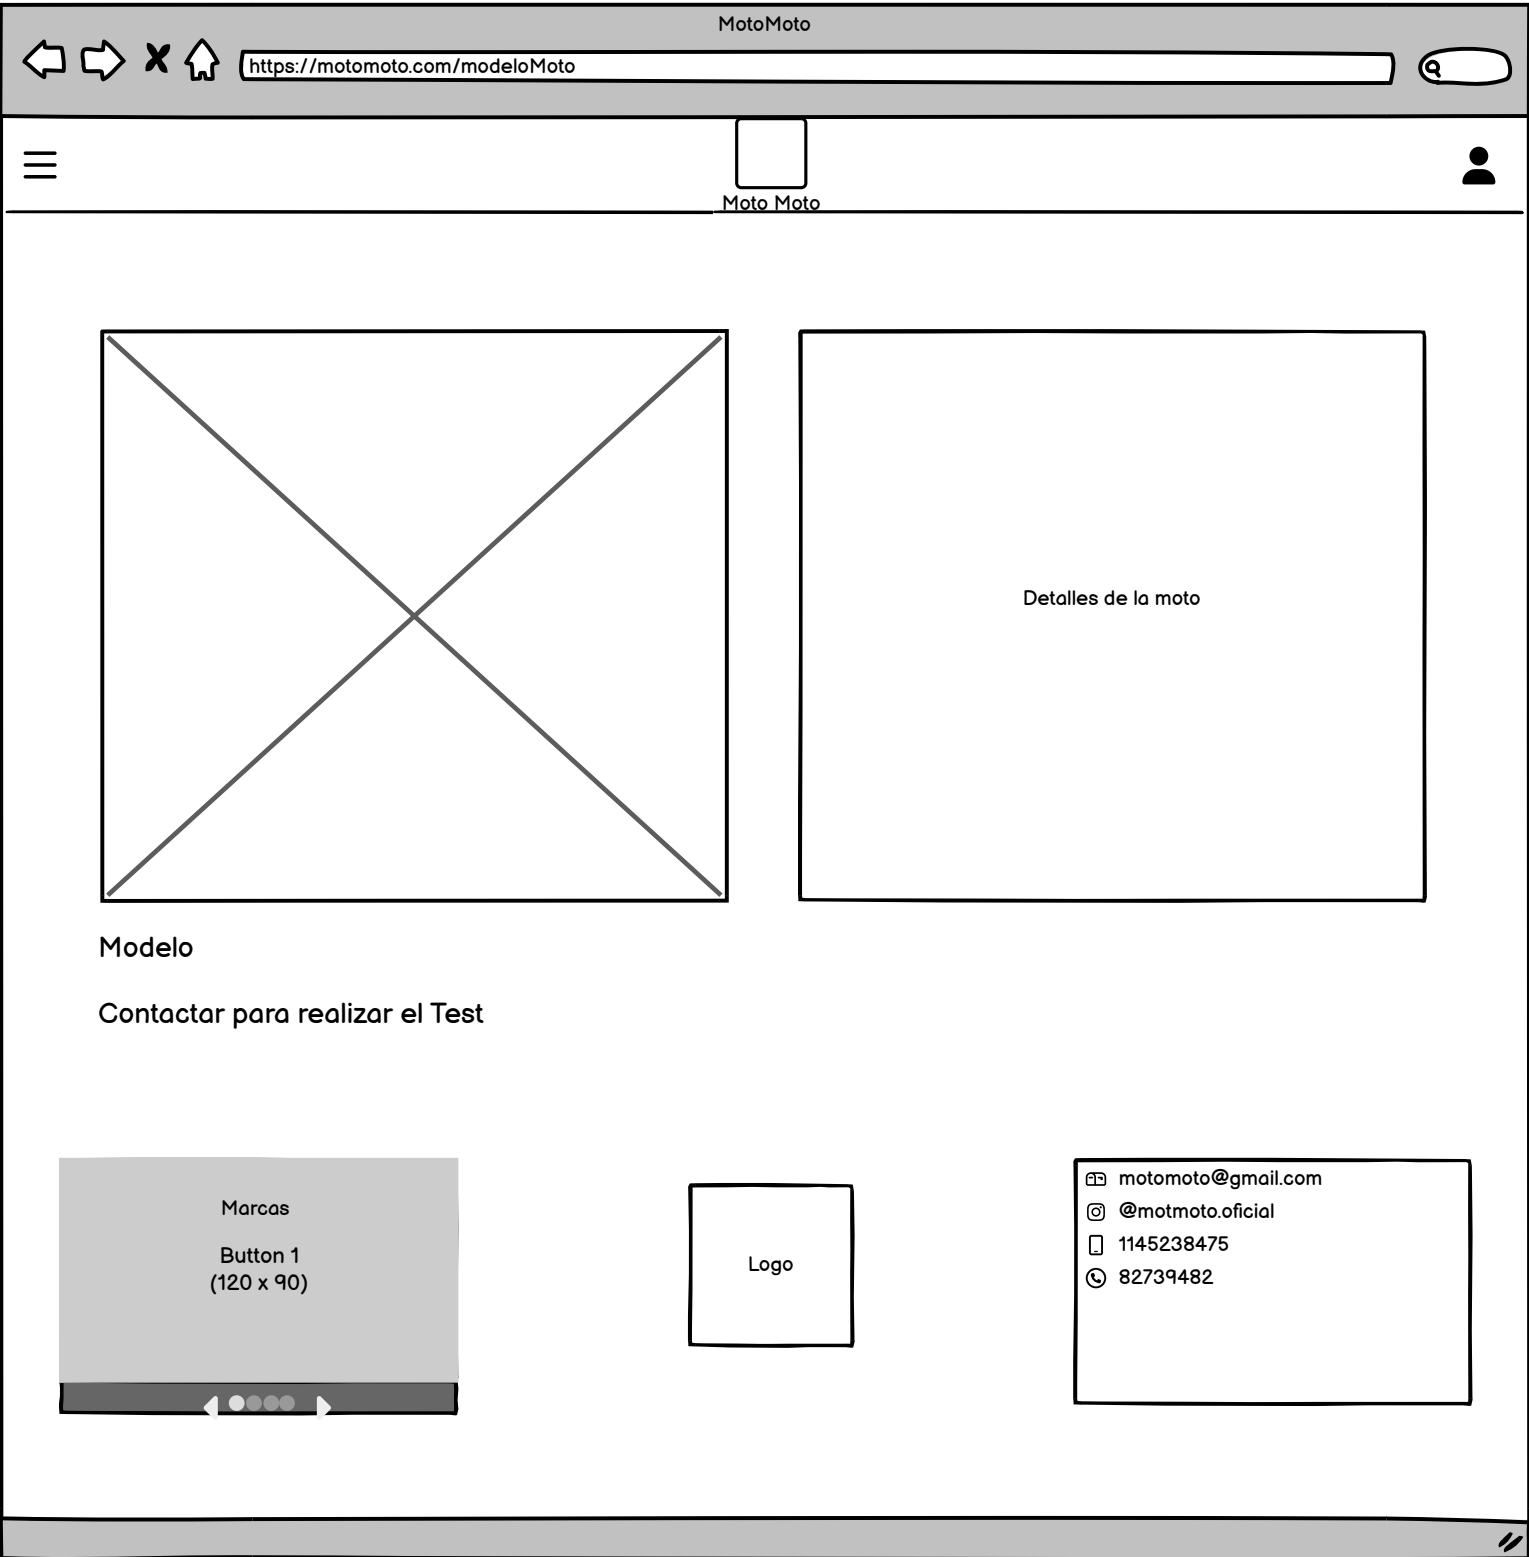 MotoMoto
https://motomoto.com/modeloMoto
Moto Moto
Detalles de la moto
Modelo
Contactar para realizar el Test
Marcas
Button 1
(120 x 90)
Logo
motomoto@gmail.com
@motmoto.oficial
1145238475
82739482